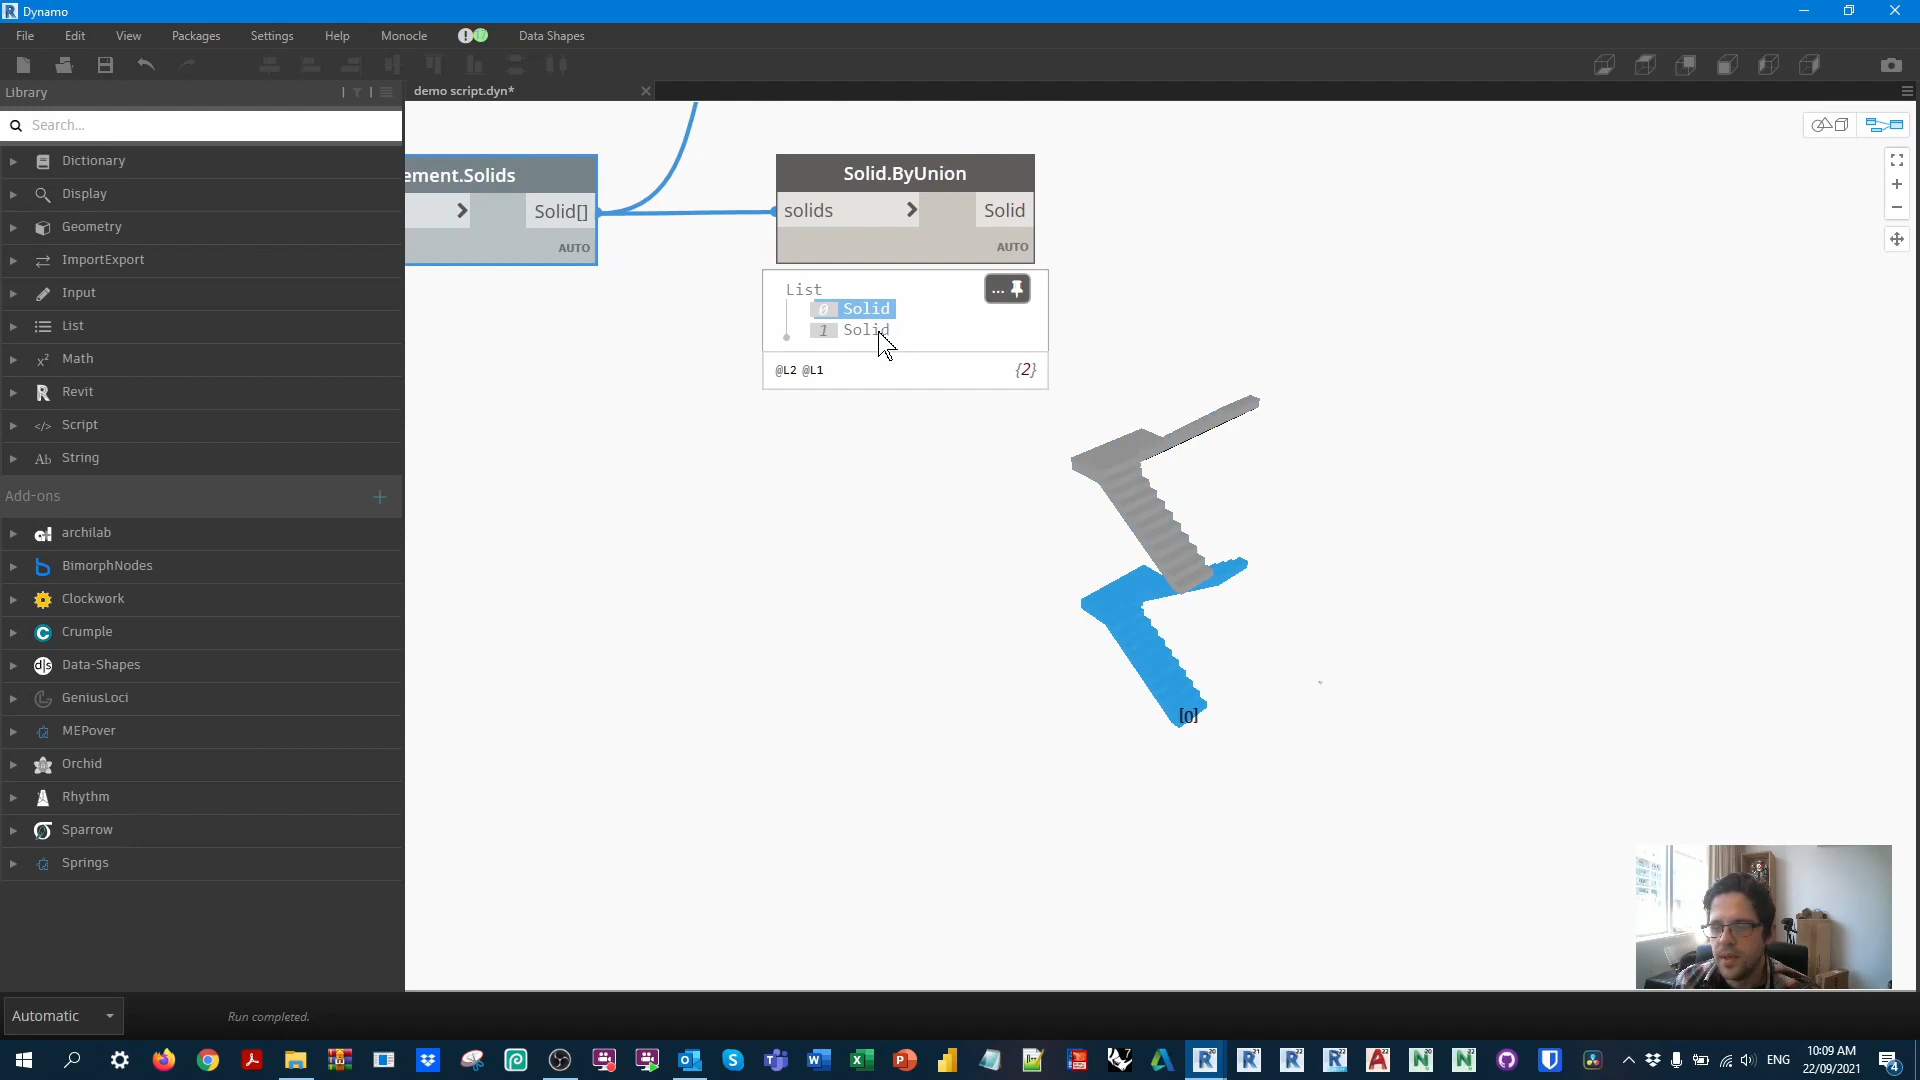 Dynamo
File Edit View Packages Settings Help Monocle Data Shapes
Library
demo script.dyn*
Search...
Dictionary
Display
Geometry
ImportExport
Input
List
Math
Revit
Script
String
Add-ons
archilab
BimorphNodes
Clockwork
Crumple
Data-Shapes
GeniusLoci
MEPover
Orchid
Rhythm
Sparrow
Springs
ement.Solids
Solid[]
AUTO
Solid.ByUnion
solids Solid
AUTO
List
0 Solid
1 Solid
@L2 @L1 {2}
[0]
Automatic
Run completed.
ENG
10:09 AM
22/09/2021